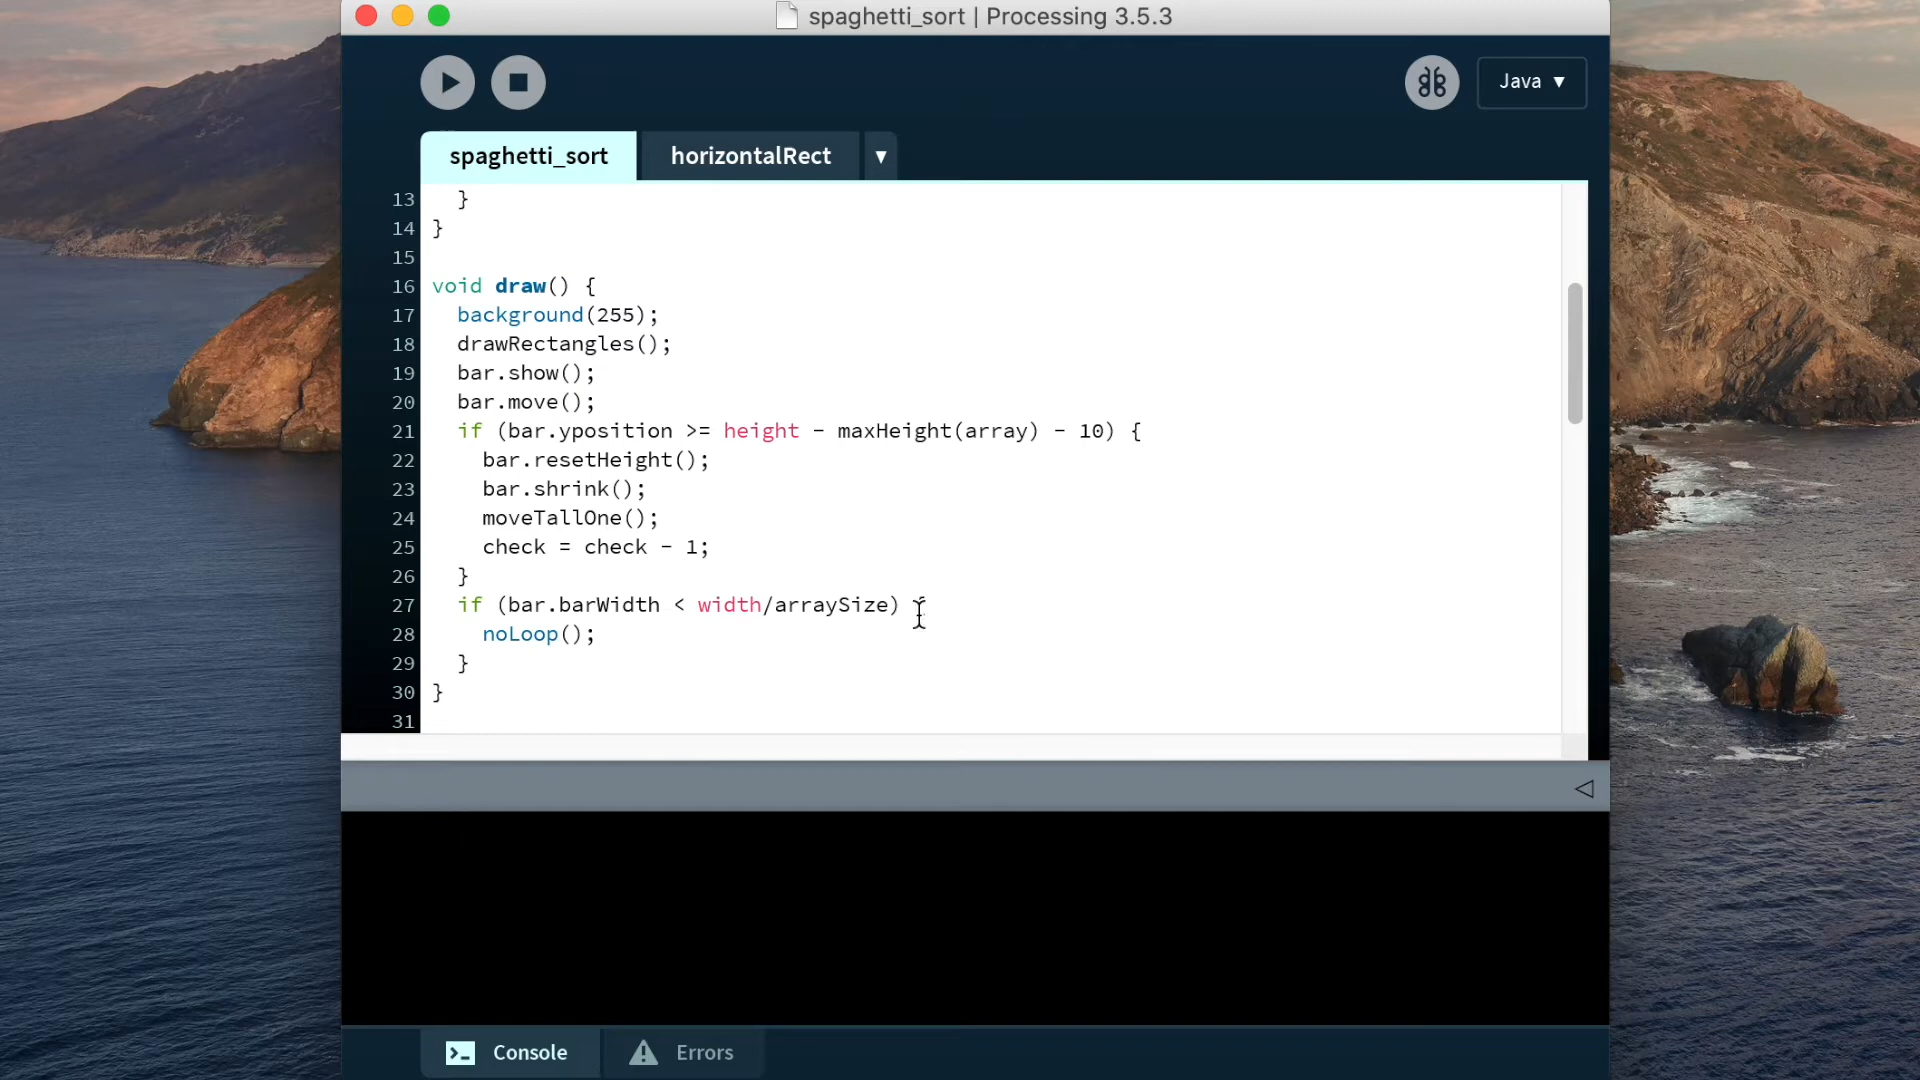 spaghetti_sort | Processing 3.5.3
Java ▼
spaghetti_sort horizontalRect ▼
13   }
14 }
15
16 void draw() {
17   background(255);
18   drawRectangles();
19   bar.show();
20   bar.move();
21   if (bar.yposition >= height - maxHeight(array) - 10) {
22     bar.resetHeight();
23     bar.shrink();
24     moveTallOne();
25     check = check - 1;
26   }
27   if (bar.barWidth < width/arraySize) {
28     noLoop();
29   }
30 }
31
Console Errors